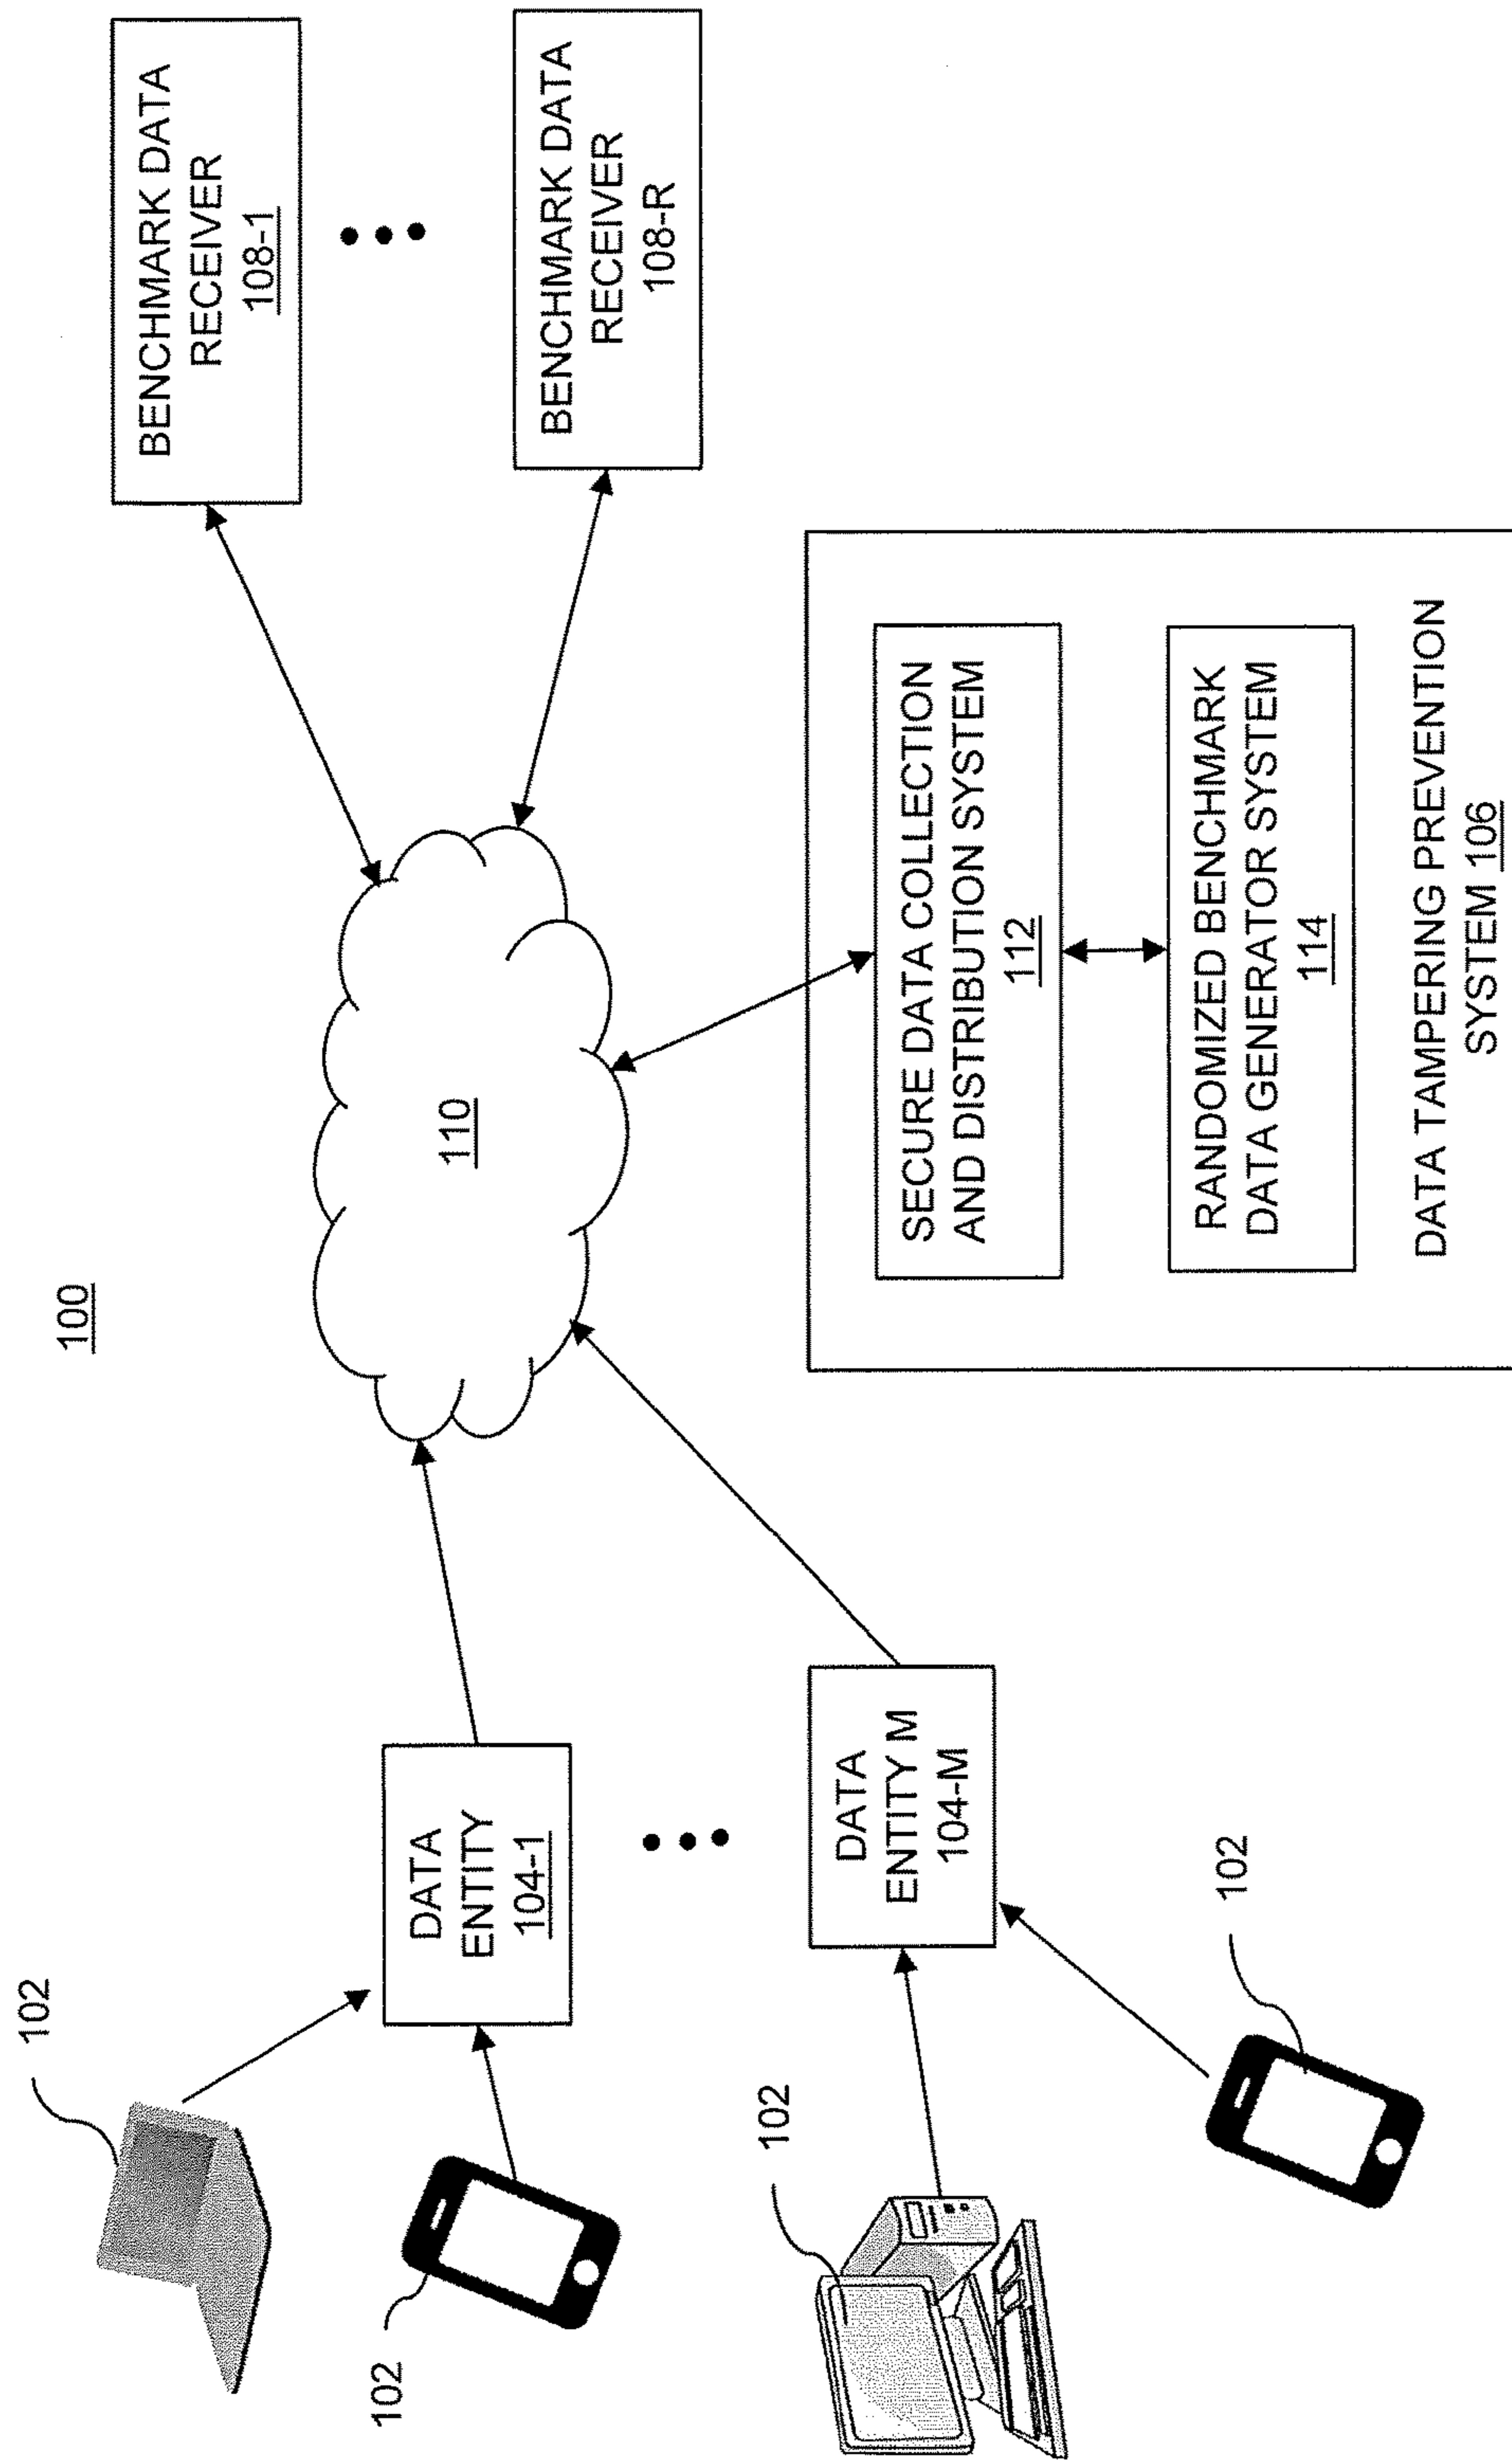 100
102
102
DATA
ENTITY
104-1
DATA
ENTITY M
104-M
102
102
110
BENCHMARK DATA
RECEIVER
108-1
BENCHMARK DATA
RECEIVER
108-R
SECURE DATA COLLECTION
AND DISTRIBUTION SYSTEM
112
RANDOMIZED BENCHMARK
DATA GENERATOR SYSTEM
114
DATA TAMPERING PREVENTION
SYSTEM 106